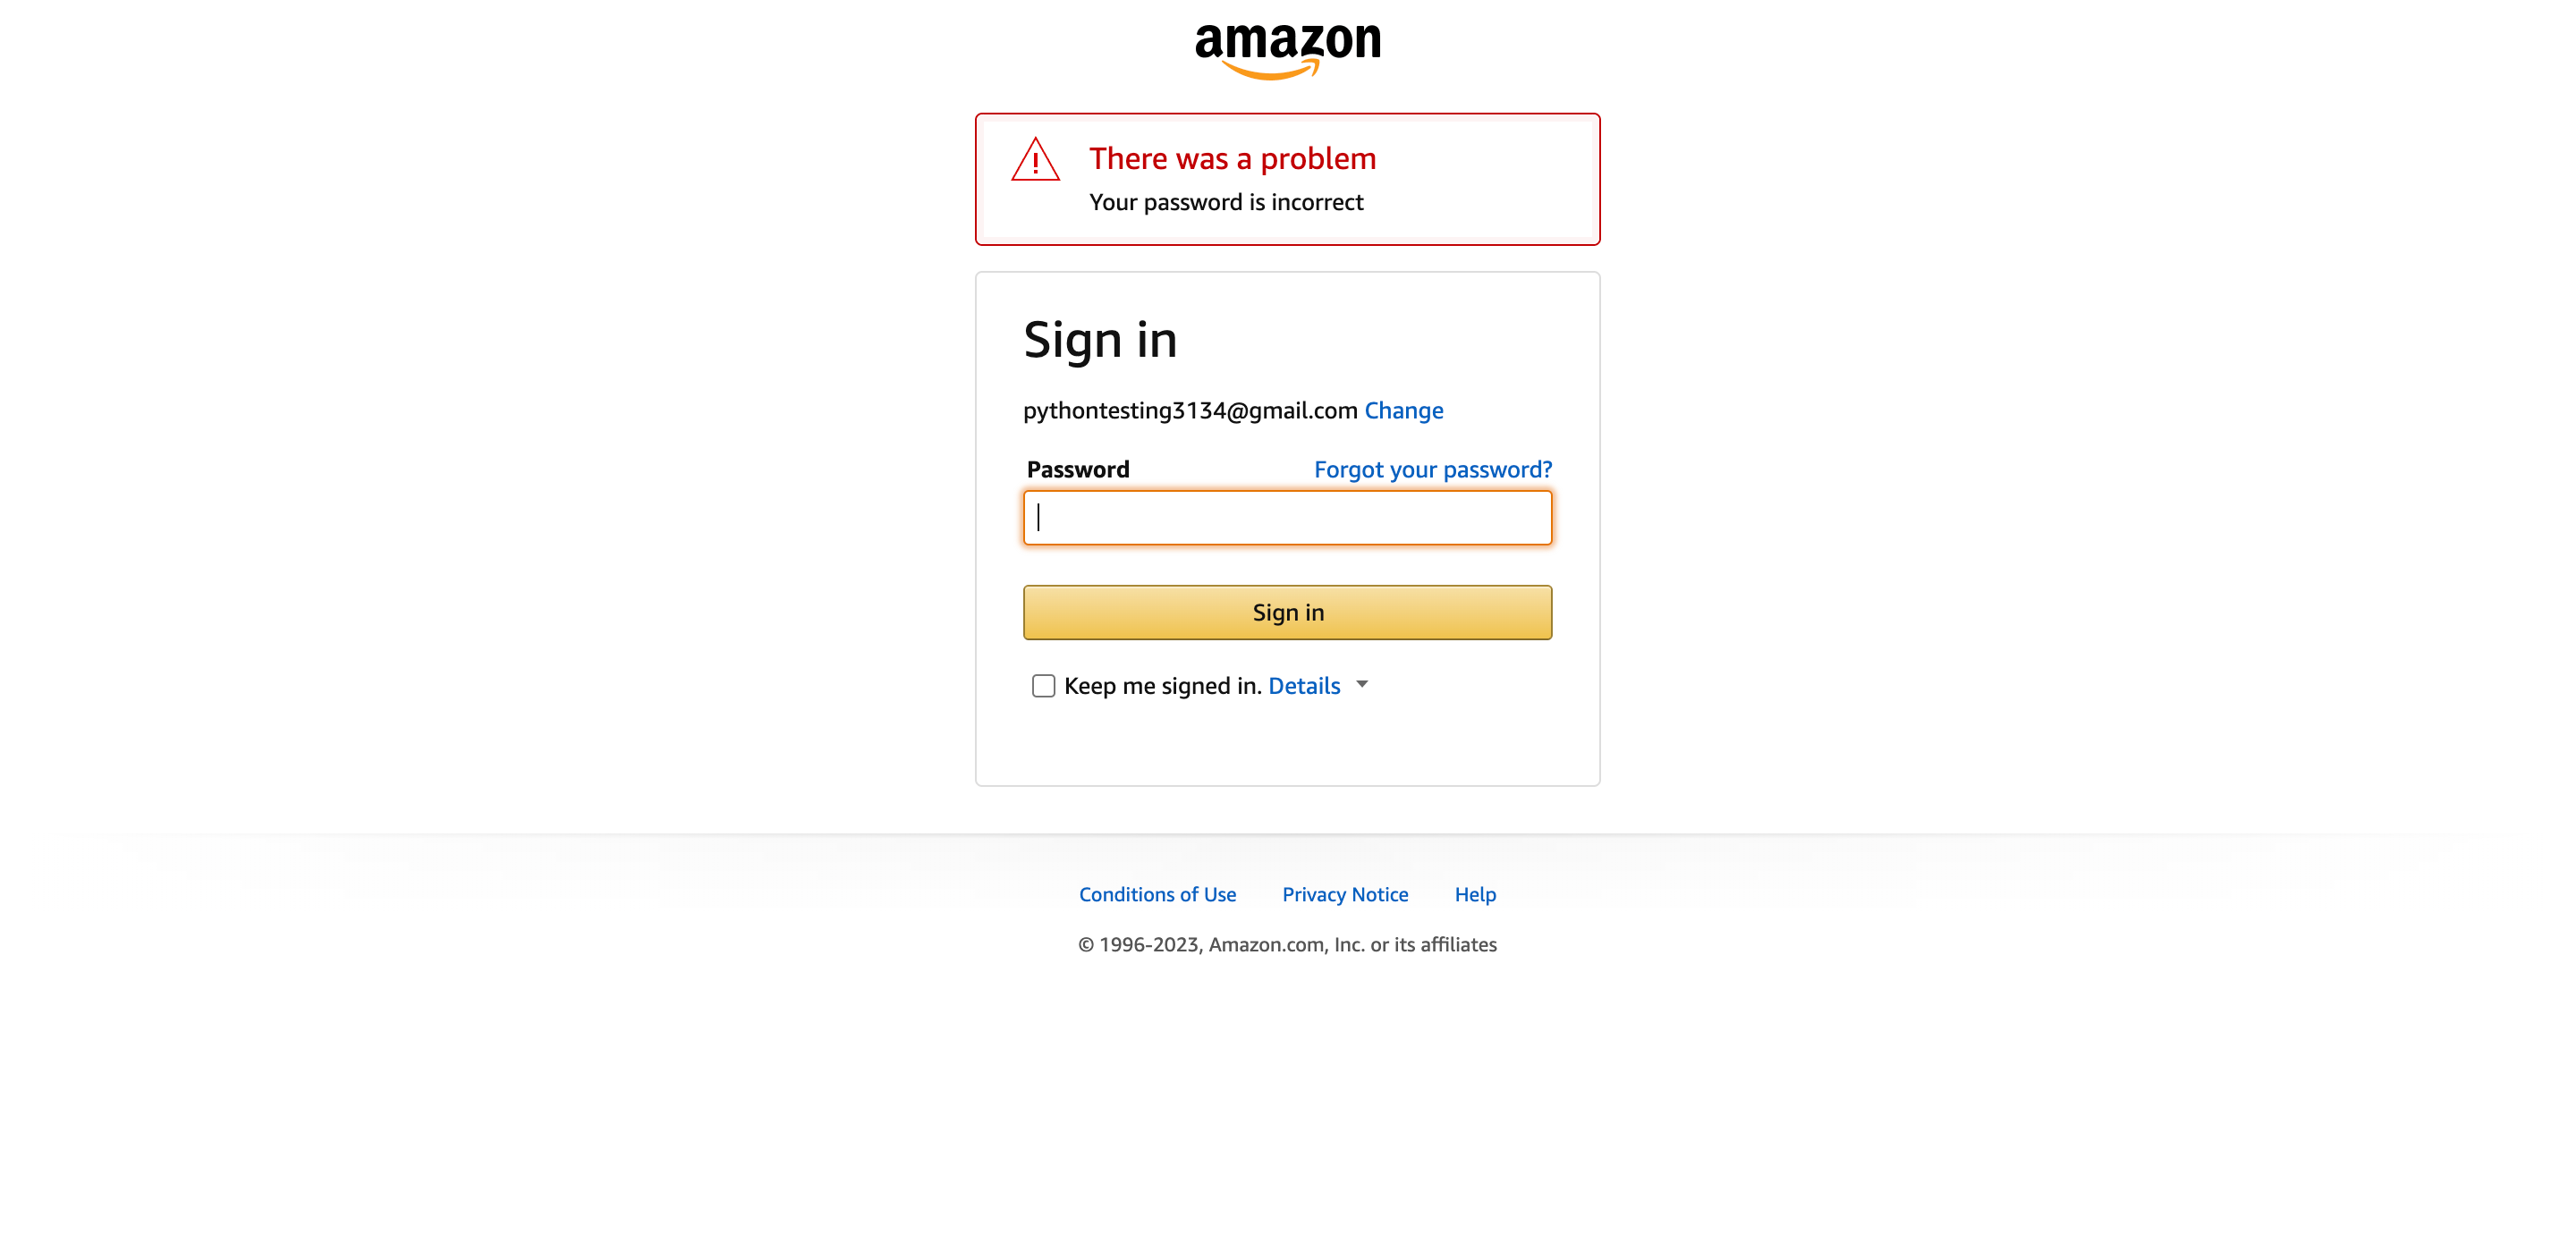 amazon
There was a problem
Your password is incorrect
Sign in
pythontesting3134@gmail.com Change
Password Forgot your password?
Sign in
Keep me signed in. Details
Conditions of Use Privacy Notice Help
© 1996-2023, Amazon.com, Inc. or its affiliates